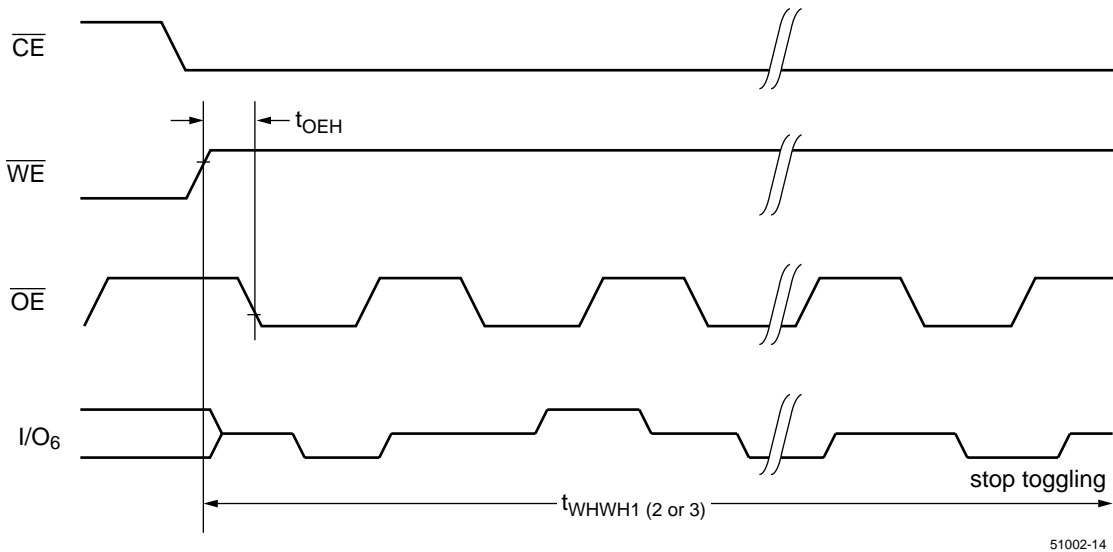 CE
tOEH
WE
OE
I/O6
stop toggling
tWHWH1 (2 or 3)
51002-14